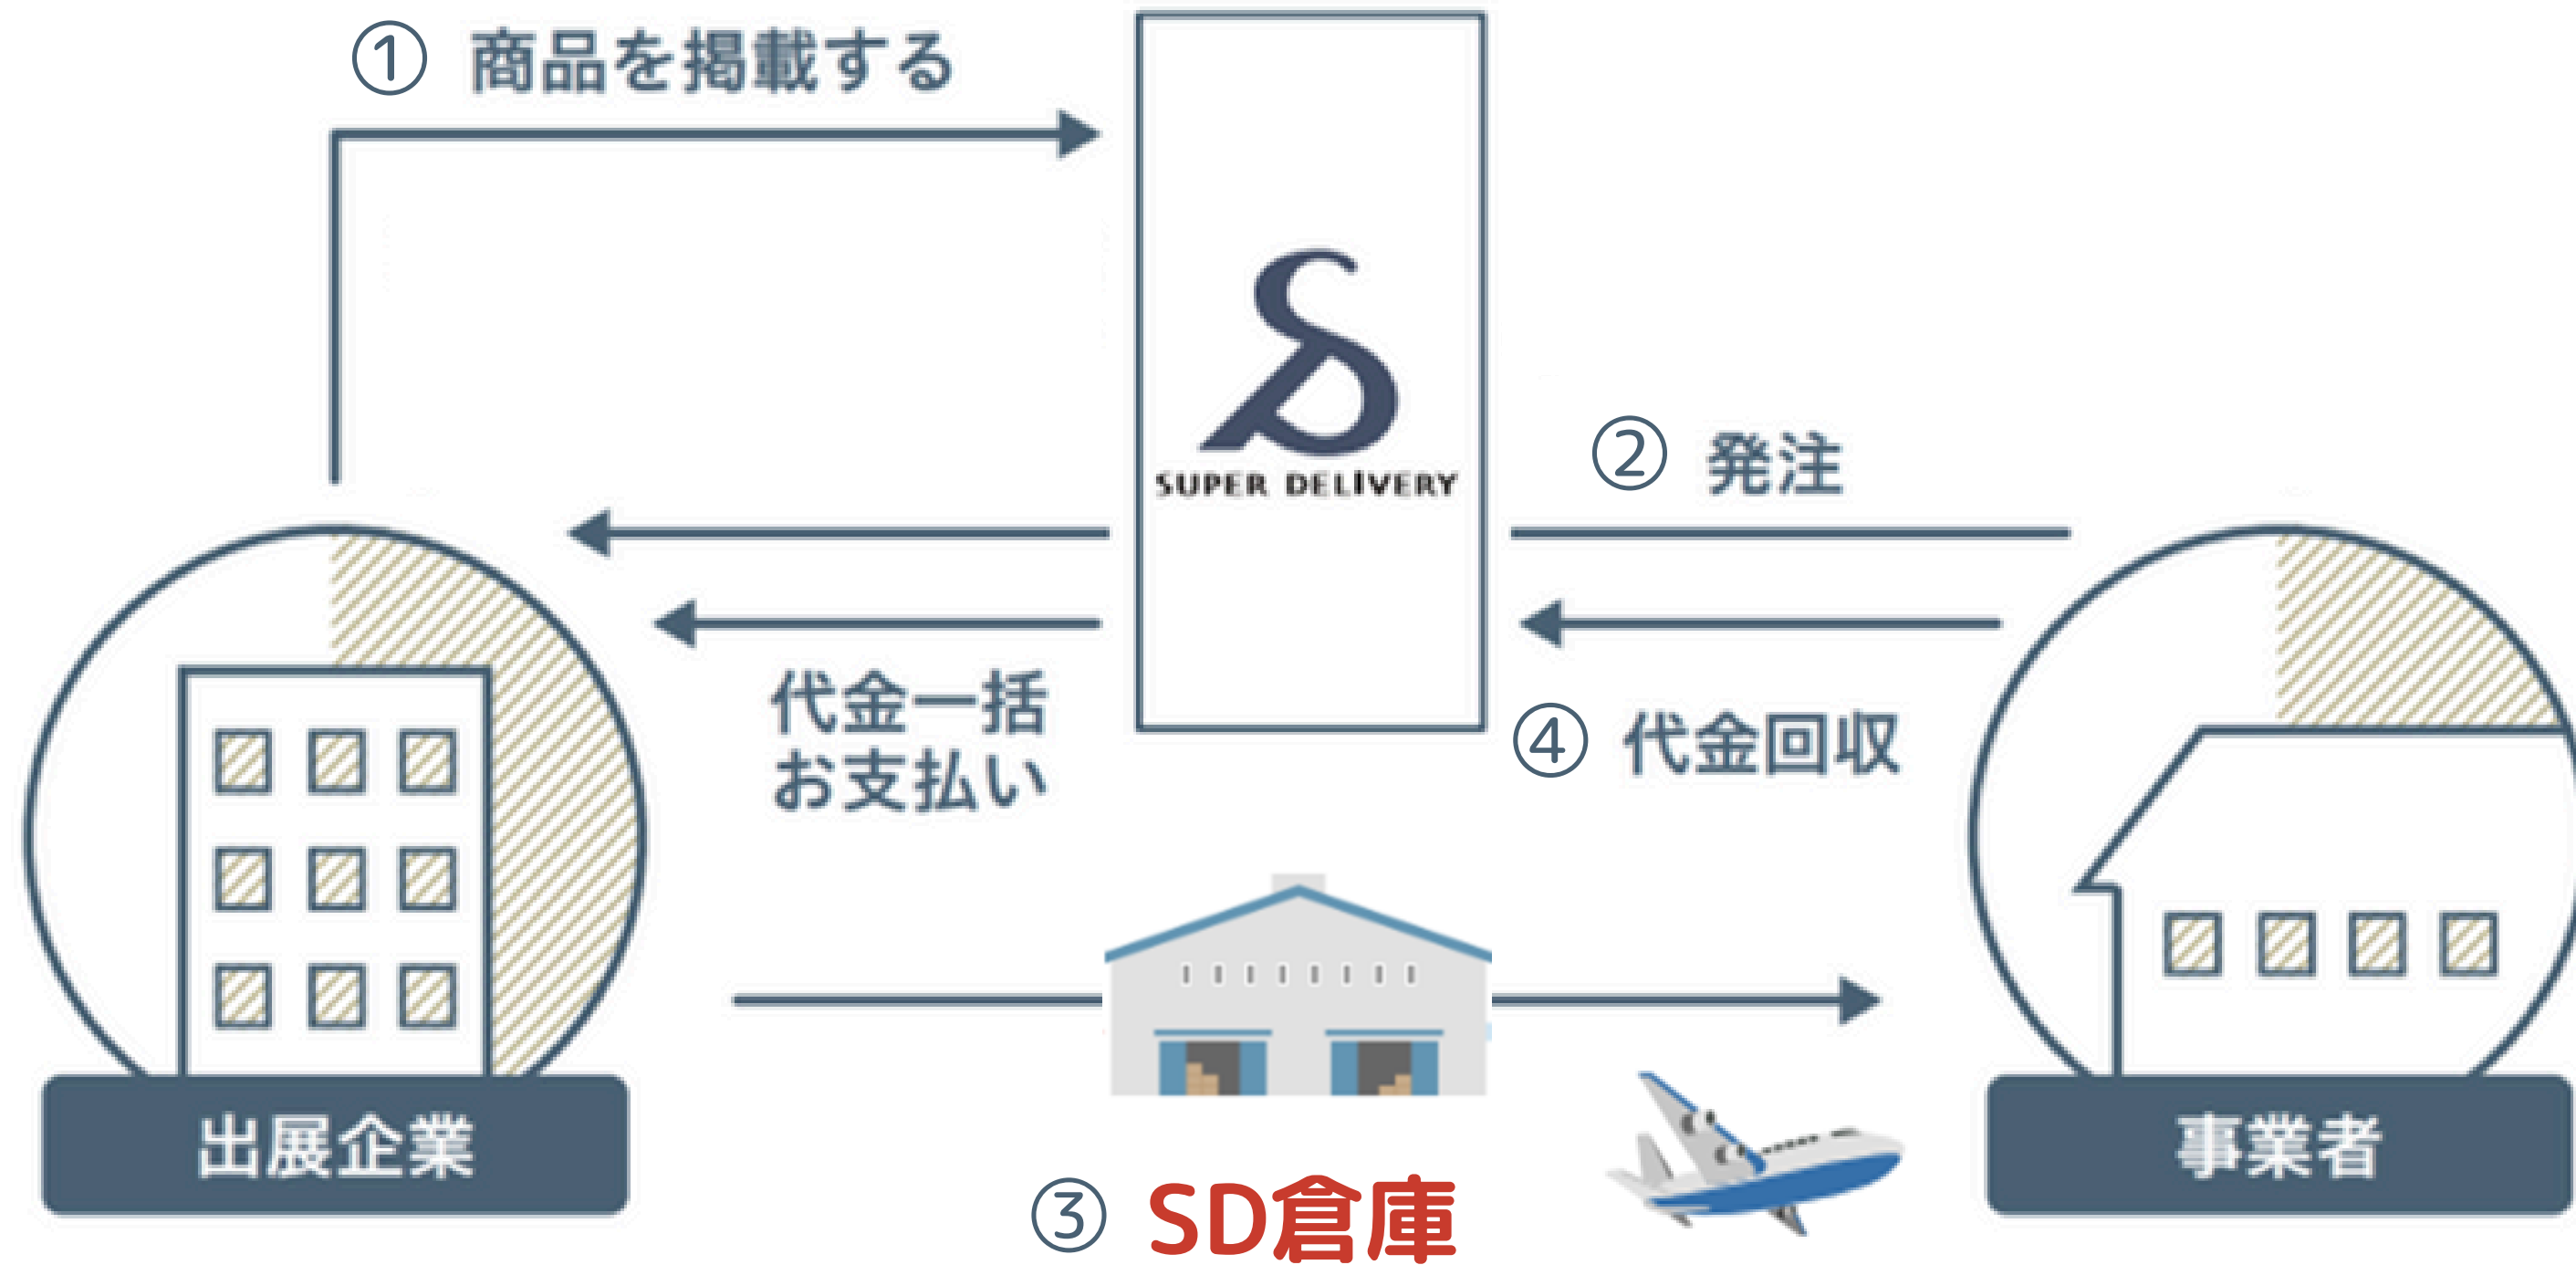 ① 商品を掲載する
SUPER DELIVERY
② 発注
代金一括
お支払い
④ 代金回収
出展企業
事業者
③ SD倉庫